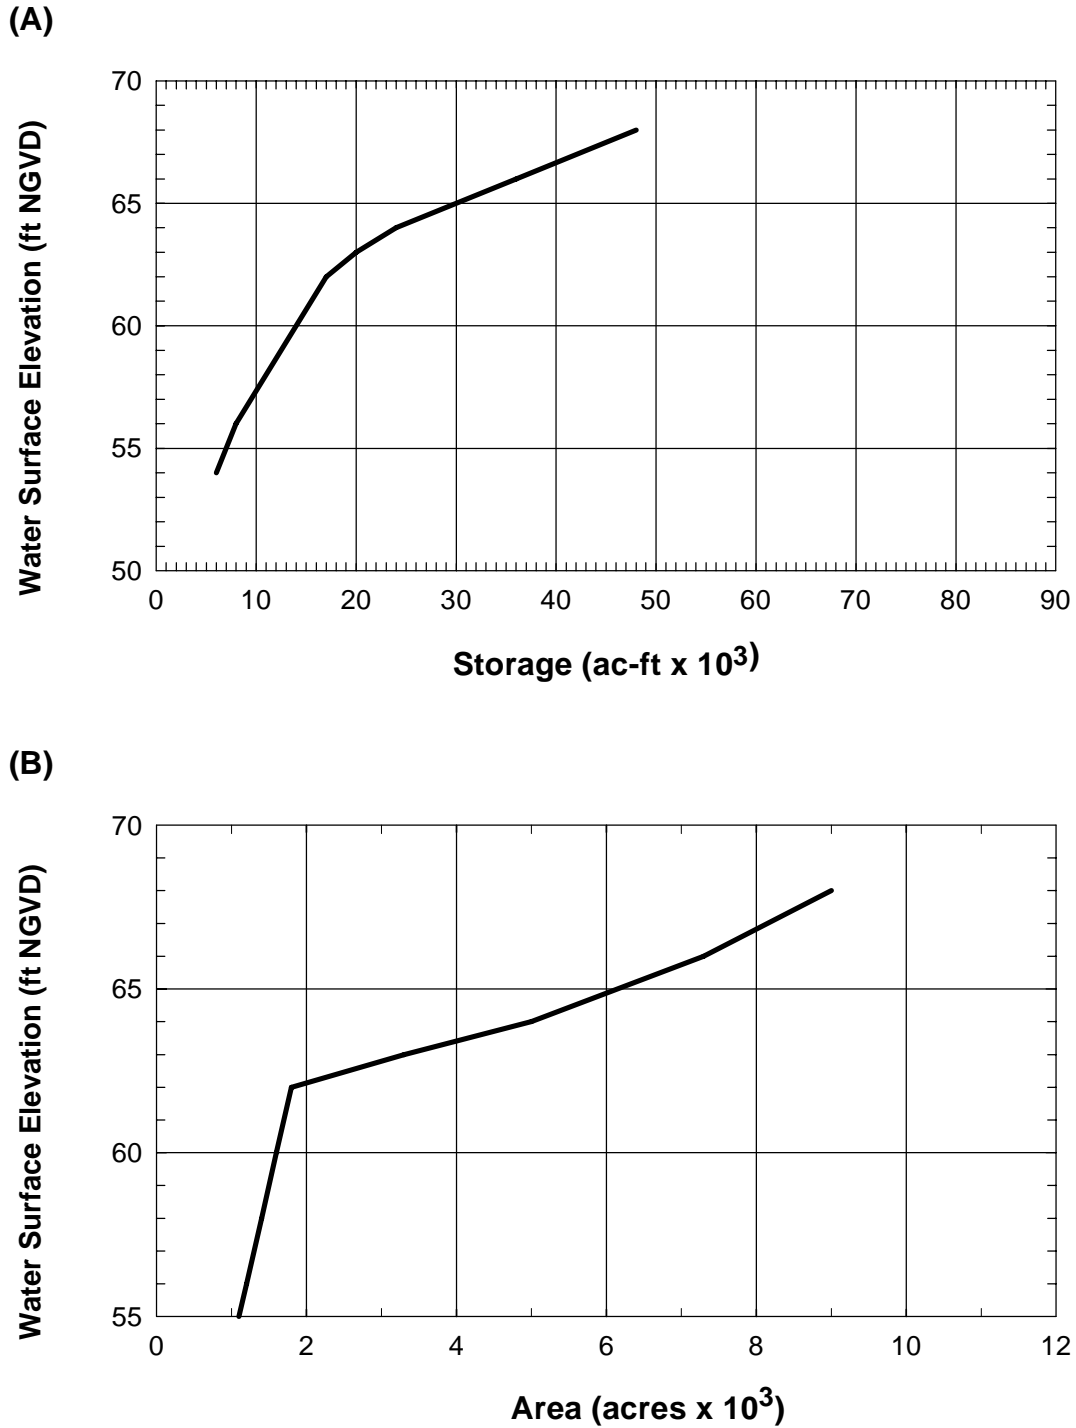 (A)
Water Surface Elevation (ft NGVD)
70
65
60
55
50
0 10 20 30 40 50 60 70 80 90
Storage (ac-ft x 10³)
(B)
Water Surface Elevation (ft NGVD)
70
65
60
55
0 2 4 6 8 10 12
Area (acres x 10³)